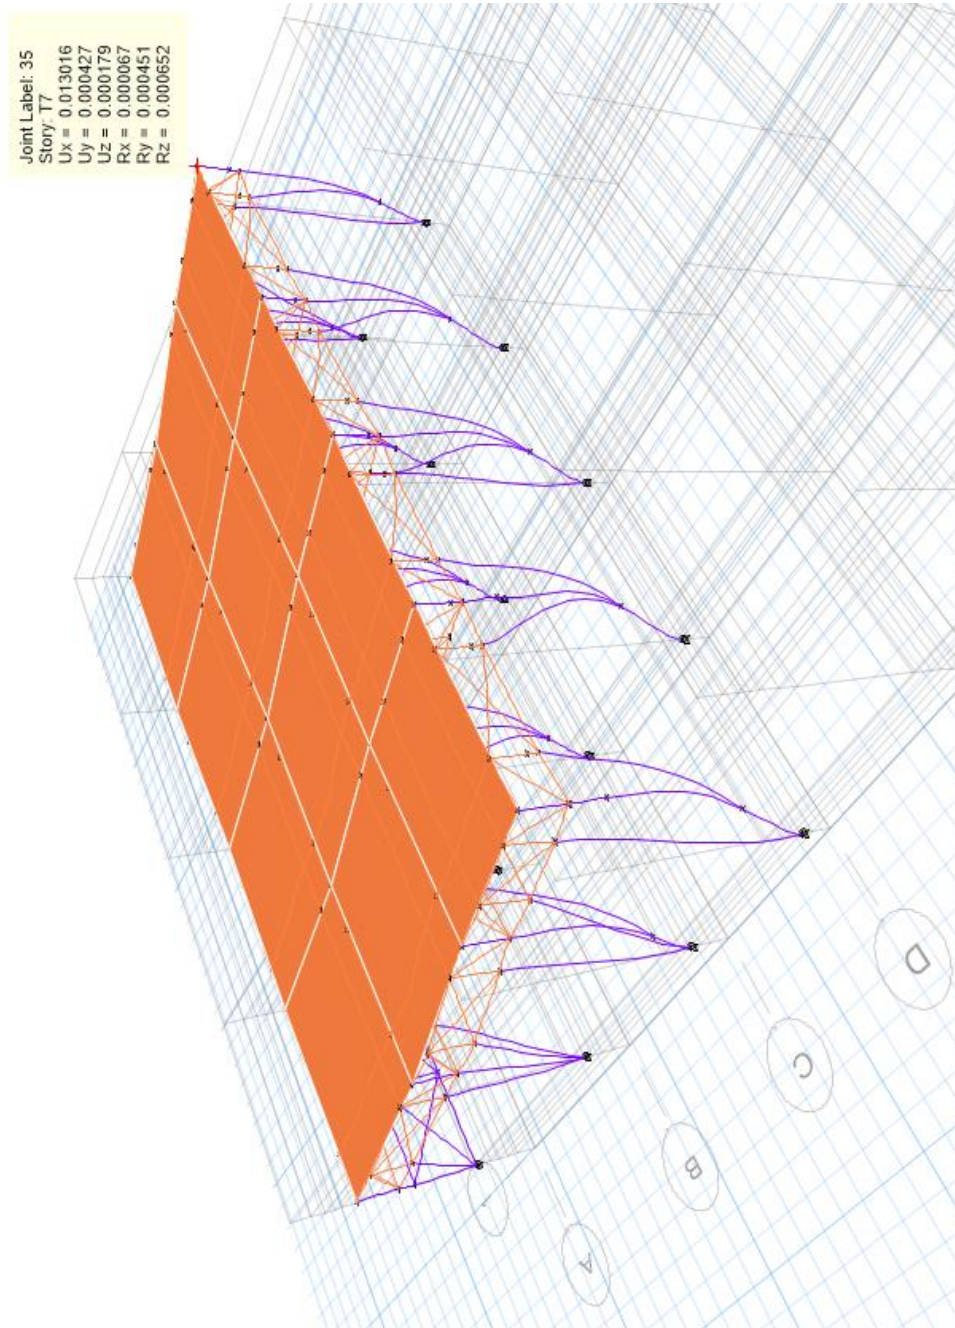 Joint Label: 35
Story: T7
Ux = 0.013016
Uy = 0.000427
Uz = 0.000179
Rx = 0.000067
Ry = 0.000451
Rz = 0.000652
D
C
B
A